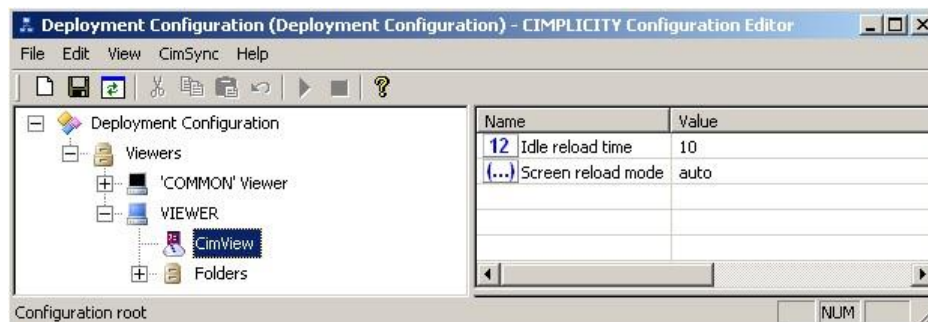 Deployment Configuration (Deployment Configuration) - CIMPLICITY Configuration Editor
File Edit View CimSync Help
Deployment Configuration
Viewers
'COMMON' Viewer
VIEWER
CimView
Folders
Name Value
12 Idle reload time 10
(...) Screen reload mode auto
Configuration root NUM